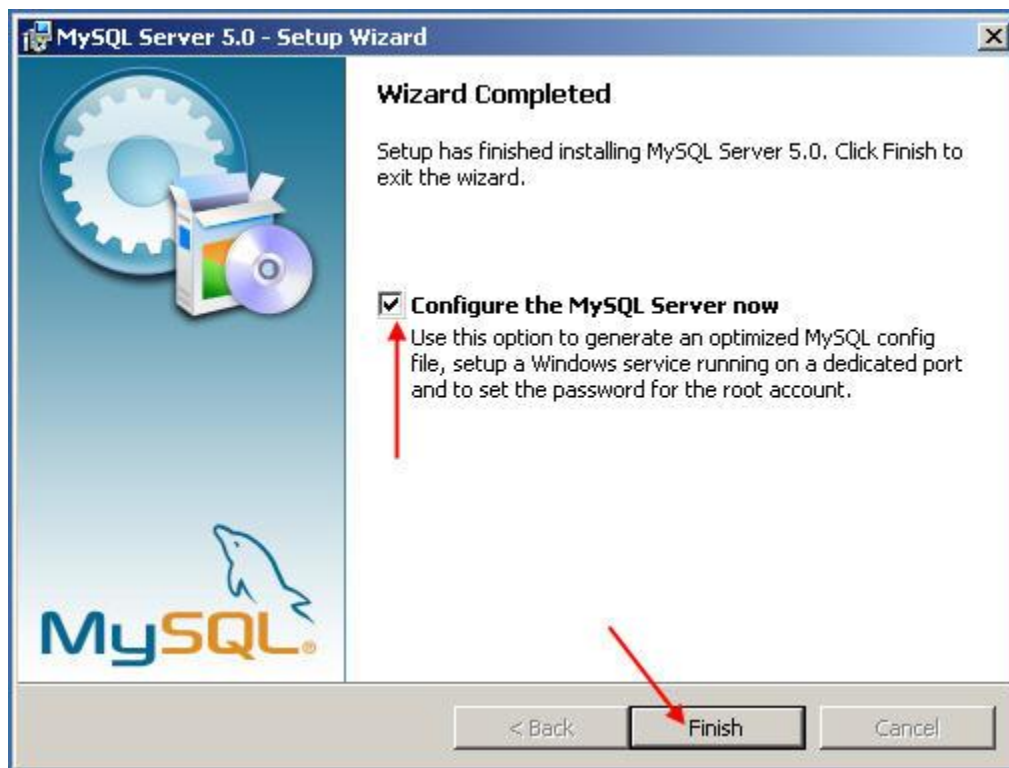 MySQL Server 5.0 - Setup Wizard
Wizard Completed
Setup has finished installing MySQL Server 5.0. Click Finish to
exit the wizard.
Configure the MySQL Server now
Use this option to generate an optimized MySQL config
file, setup a Windows service running on a dedicated port
and to set the password for the root account.
MySQL®
< Back
Finish
Cancel